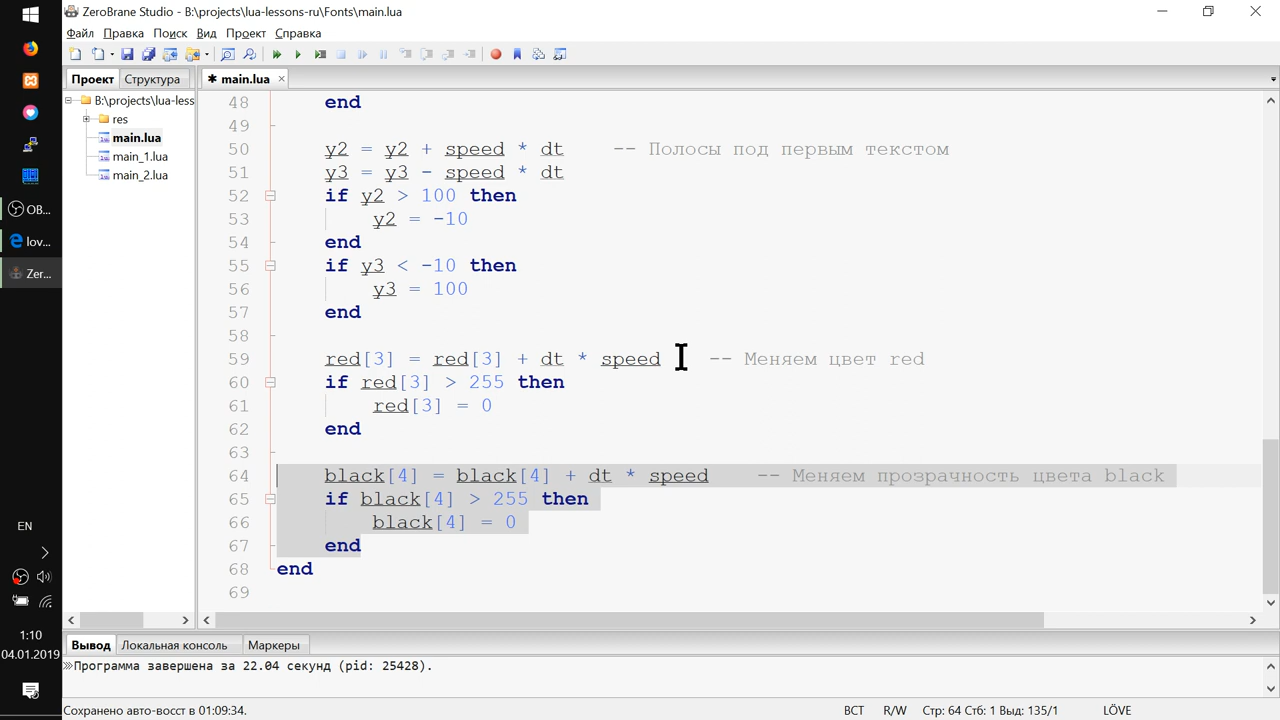 ZeroBrane Studio - B:\projects\lua-lessons-ru\Fonts\main.lua
Файл Правка Поиск Вид Проект Справка
Проект Структура
✱ main.lua ×
B:\projects\lua-less
res
main.lua
main_1.lua
main_2.lua
OB...
lov...
Zer...
EN
1:10
04.01.2019
48 end
49
50 y2 = y2 + speed * dt -- Полосы под первым текстом
51 y3 = y3 - speed * dt
52 if y2 > 100 then
53 y2 = -10
54 end
55 if y3 < -10 then
56 y3 = 100
57 end
58
59 red[3] = red[3] + dt * speed -- Меняем цвет red
60 if red[3] > 255 then
61 red[3] = 0
62 end
63
64 black[4] = black[4] + dt * speed -- Меняем прозрачность цвета black
65 if black[4] > 255 then
66 black[4] = 0
67 end
68 end
69
Вывод Локальная консоль Маркеры
Программа завершена за 22.04 секунд (pid: 25428).
Сохранено авто-восст в 01:09:34.
ВСТ R/W Стр: 64 Стб: 1 Выд: 135/1 LÖVE